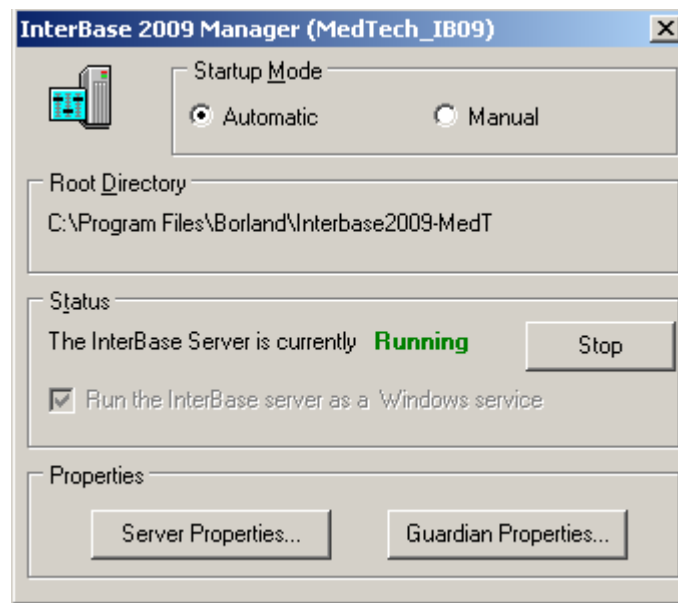 InterBase 2009 Manager (MedTech_IB09)
Startup Mode
Automatic Manual
Root Directory
C:\Program Files\Borland\Interbase2009-MedT
Status
The InterBase Server is currently Running Stop
Run the InterBase server as a Windows service
Properties
Server Properties... Guardian Properties...